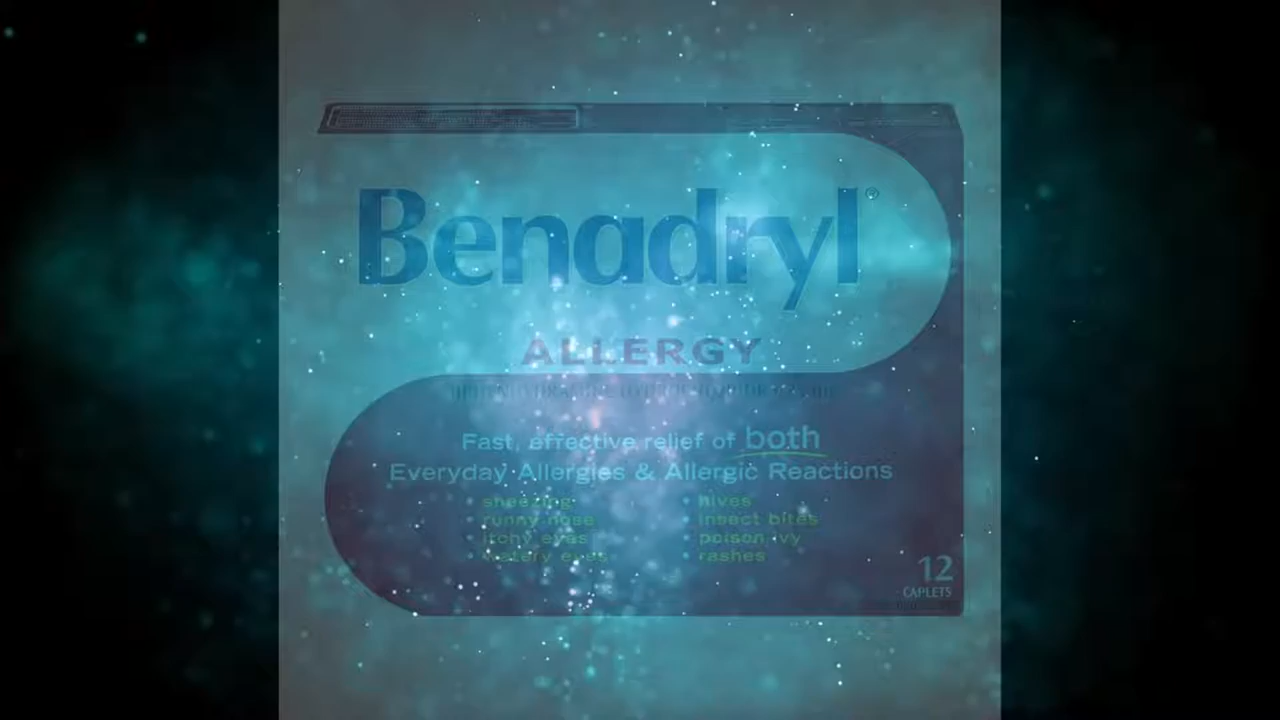 Benadryl®
ALLERGY
Fast, effective relief of both
Everyday Allergies & Allergic Reactions
• sneezing
• runny nose
• itchy eyes
• watery eyes
• hives
• insect bites
• poison ivy
• rashes
12
CAPLETS